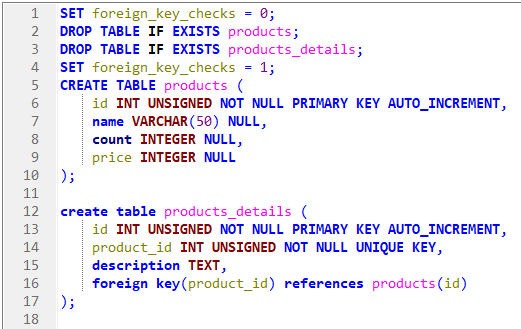 1 SET foreign_key_checks = 0;
2 DROP TABLE IF EXISTS products;
3 DROP TABLE IF EXISTS products_details;
4 SET foreign_key_checks = 1;
5 CREATE TABLE products (
6 id INT UNSIGNED NOT NULL PRIMARY KEY AUTO_INCREMENT,
7 name VARCHAR(50) NULL,
8 count INTEGER NULL,
9 price INTEGER NULL
10 );
11
12 create table products_details (
13 id INT UNSIGNED NOT NULL PRIMARY KEY AUTO_INCREMENT,
14 product_id INT UNSIGNED NOT NULL UNIQUE KEY,
15 description TEXT,
16 foreign key(product_id) references products(id)
17 );
18